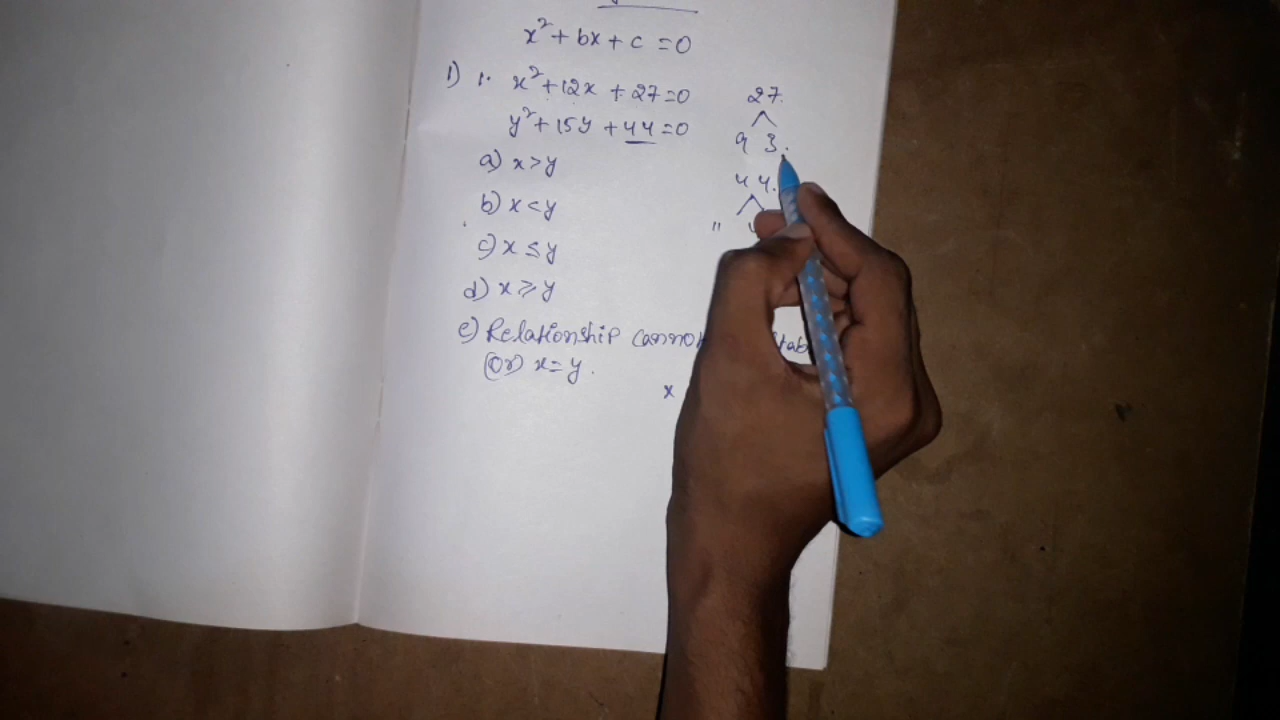 x²+bx+c=0
1) 1. x²+12x+27=0
y²+15y+44=0
a) x>y
b) x<y
c) x≤y
d) x≥y
e) Relationship
(or) x=y.
x
27.
9 3.
44.
11